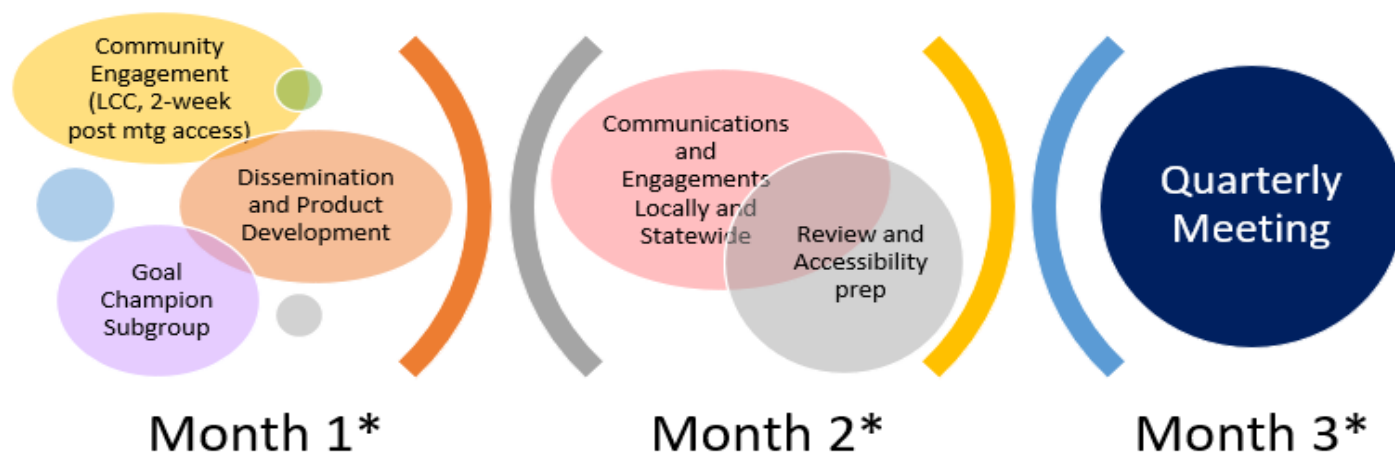 Community
Engagement
(LCC, 2-week
post mtg access)
Dissemination
and Product
Development
Goal
Champion
Subgroup
Communications
and
Engagements
Locally and
Statewide
Review and
Accessibility
prep
Quarterly
Meeting
Month 1*
Month 2*
Month 3*